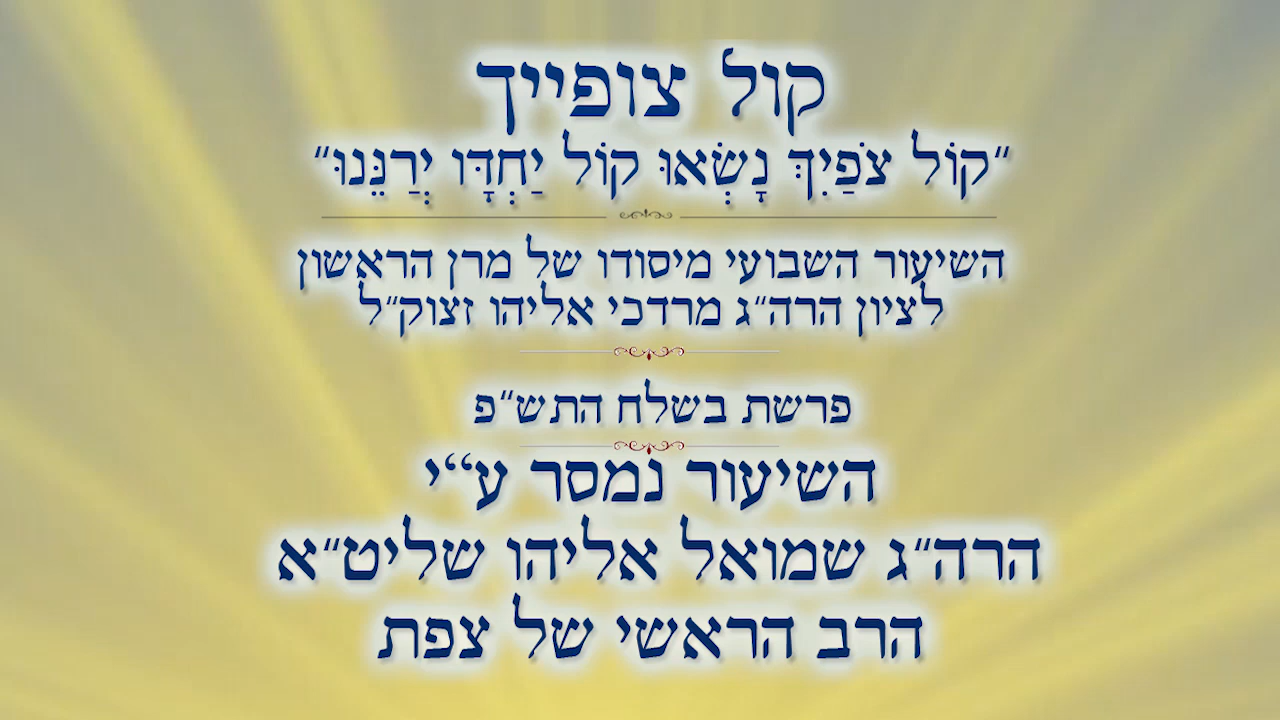 קול צופייך
"קוֹל צֹפַיִךְ נָשְׂאוּ קוֹל יַחְדָּו יְרַנֵּנוּ"
השיעור השבועי מיסודו של מרן הראשון
לציון הרה"ג מרדכי אליהו זצוק"ל
פרשת בשלח התש"פ
השיעור נמסר ע"י
הרה"ג שמואל אליהו שליט"א
הרב הראשי של צפת